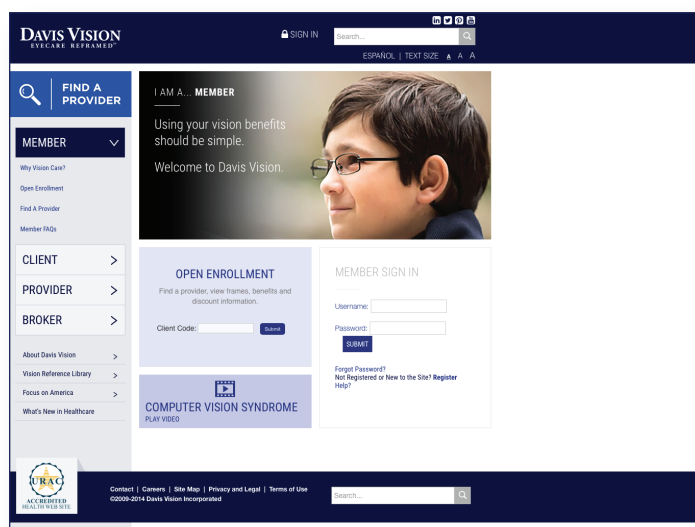 DAVIS VISION
EYECARE REFRAMED
SIGN IN
Search...
ESPAÑOL | TEXT SIZE A A A
FIND A
PROVIDER
MEMBER
Why Vision Care?
Open Enrollment
Find A Provider
Member FAQs
CLIENT
PROVIDER
BROKER
About Davis Vision
Vision Reference Library
Focus on America
What's New in Healthcare
I AM A... MEMBER
Using your vision benefits
should be simple.
Welcome to Davis Vision.
OPEN ENROLLMENT
Find a provider, view frames, benefits and
discount information.
Client Code:
Submit
COMPUTER VISION SYNDROME
PLAY VIDEO
MEMBER SIGN IN
Username:
Password:
SUBMIT
Forgot Password?
Not Registered or New to the Site? Register
Help?
URAC
ACCREDITED
HEALTH WEB SITE
Contact | Careers | Site Map | Privacy and Legal | Terms of Use
©2009-2014 Davis Vision Incorporated
Search...